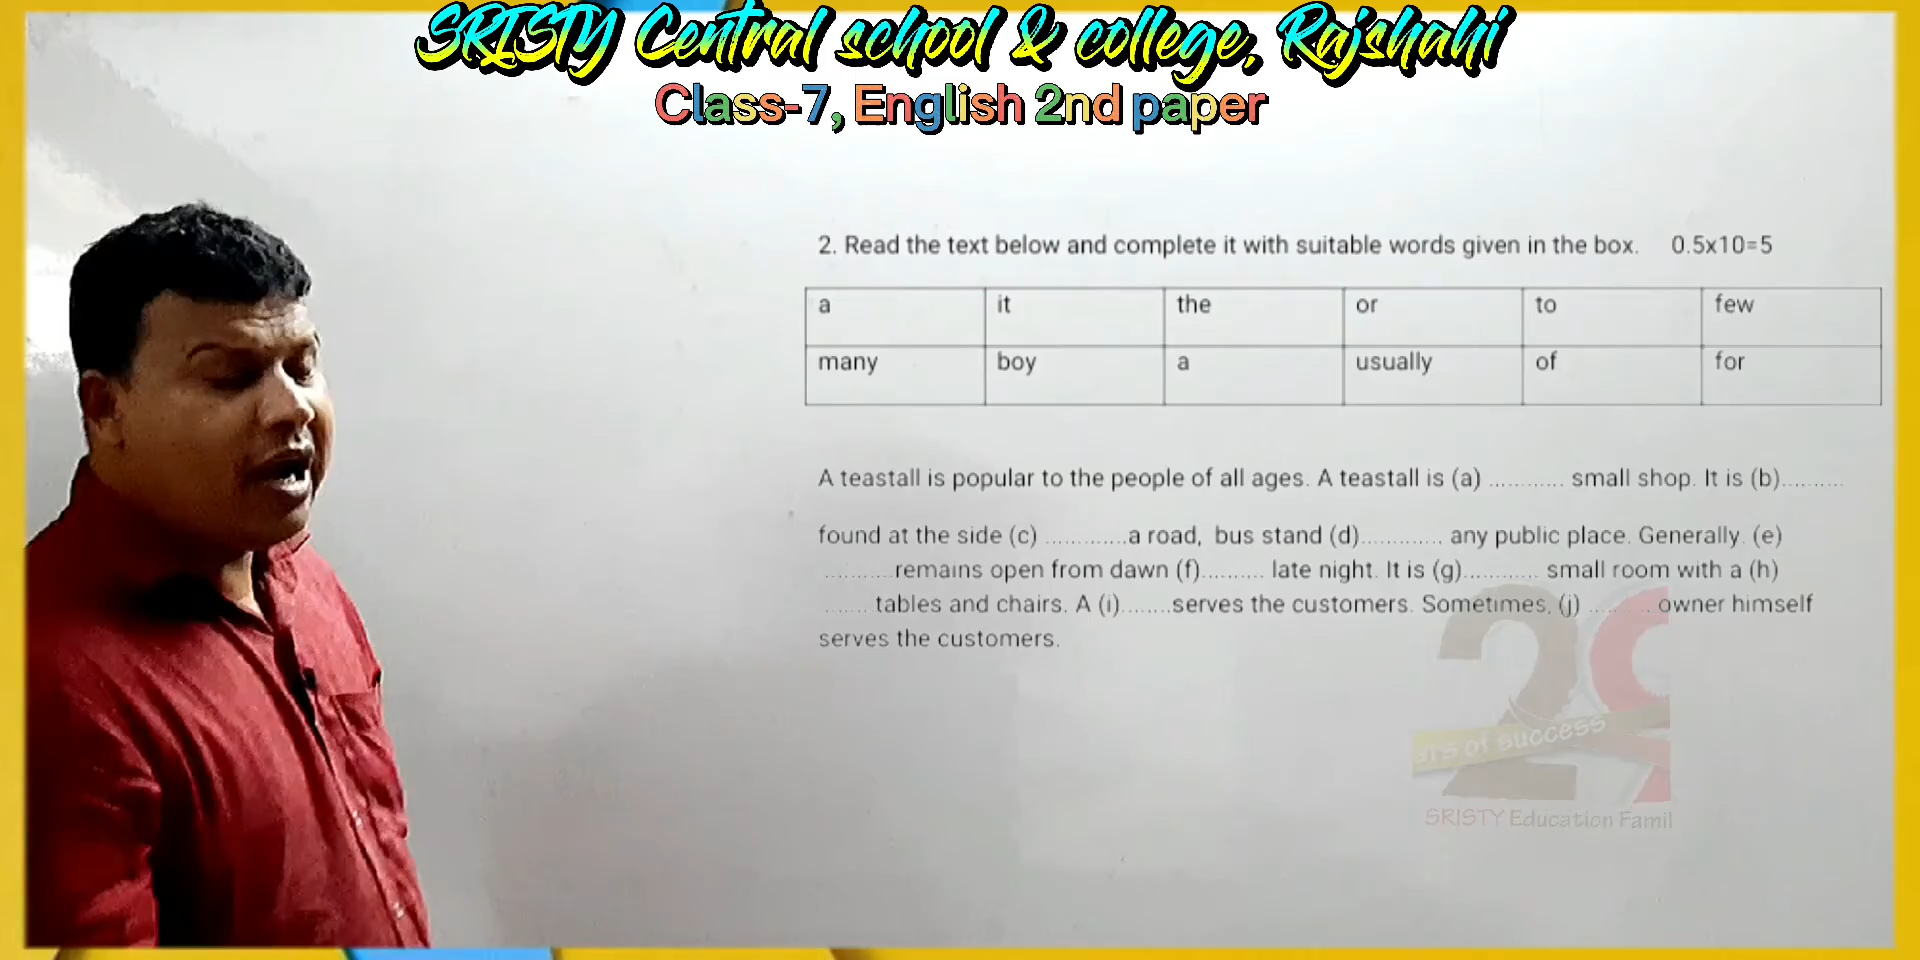 SRISTY Central school & college, Rajshahi
Class-7, English 2nd paper
2. Read the text below and complete it with suitable words given in the box. 0.5x10=5
a it the or to few
many boy a usually of for
A teastall is popular to the people of all ages. A teastall is (a) ............ small shop. It is (b)..........
found at the side (c) .............a road, bus stand (d)............. any public place. Generally. (e)
...........remains open from dawn (f).......... late night. It is (g)............ small room with a (h)
....... tables and chairs. A (i)........serves the customers. Sometimes, (j) .......... owner himself
serves the customers.
29
ars of success
SRISTY Education Famil